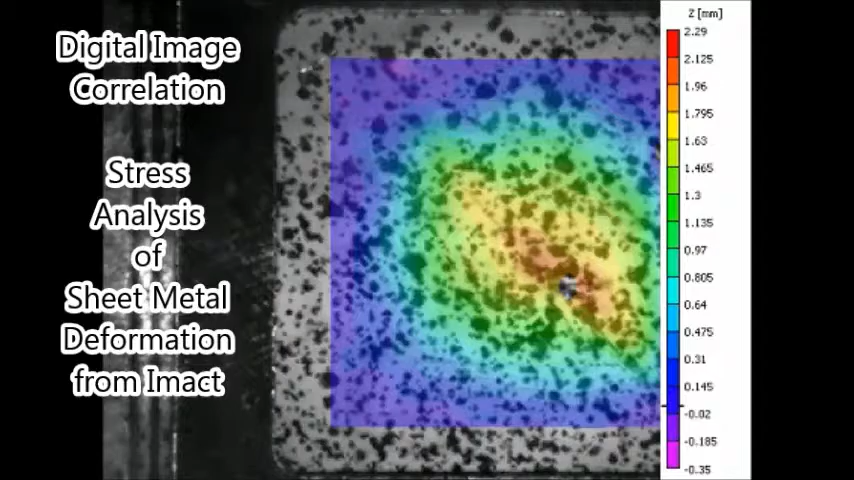 Digital Image
Correlation
Stress
Analysis
of
Sheet Metal
Deformation
from Imact
Z [mm]
2.29
2.125
1.96
1.795
1.63
1.465
1.3
1.135
0.97
0.805
0.64
0.475
0.31
0.145
-0.02
-0.185
-0.35